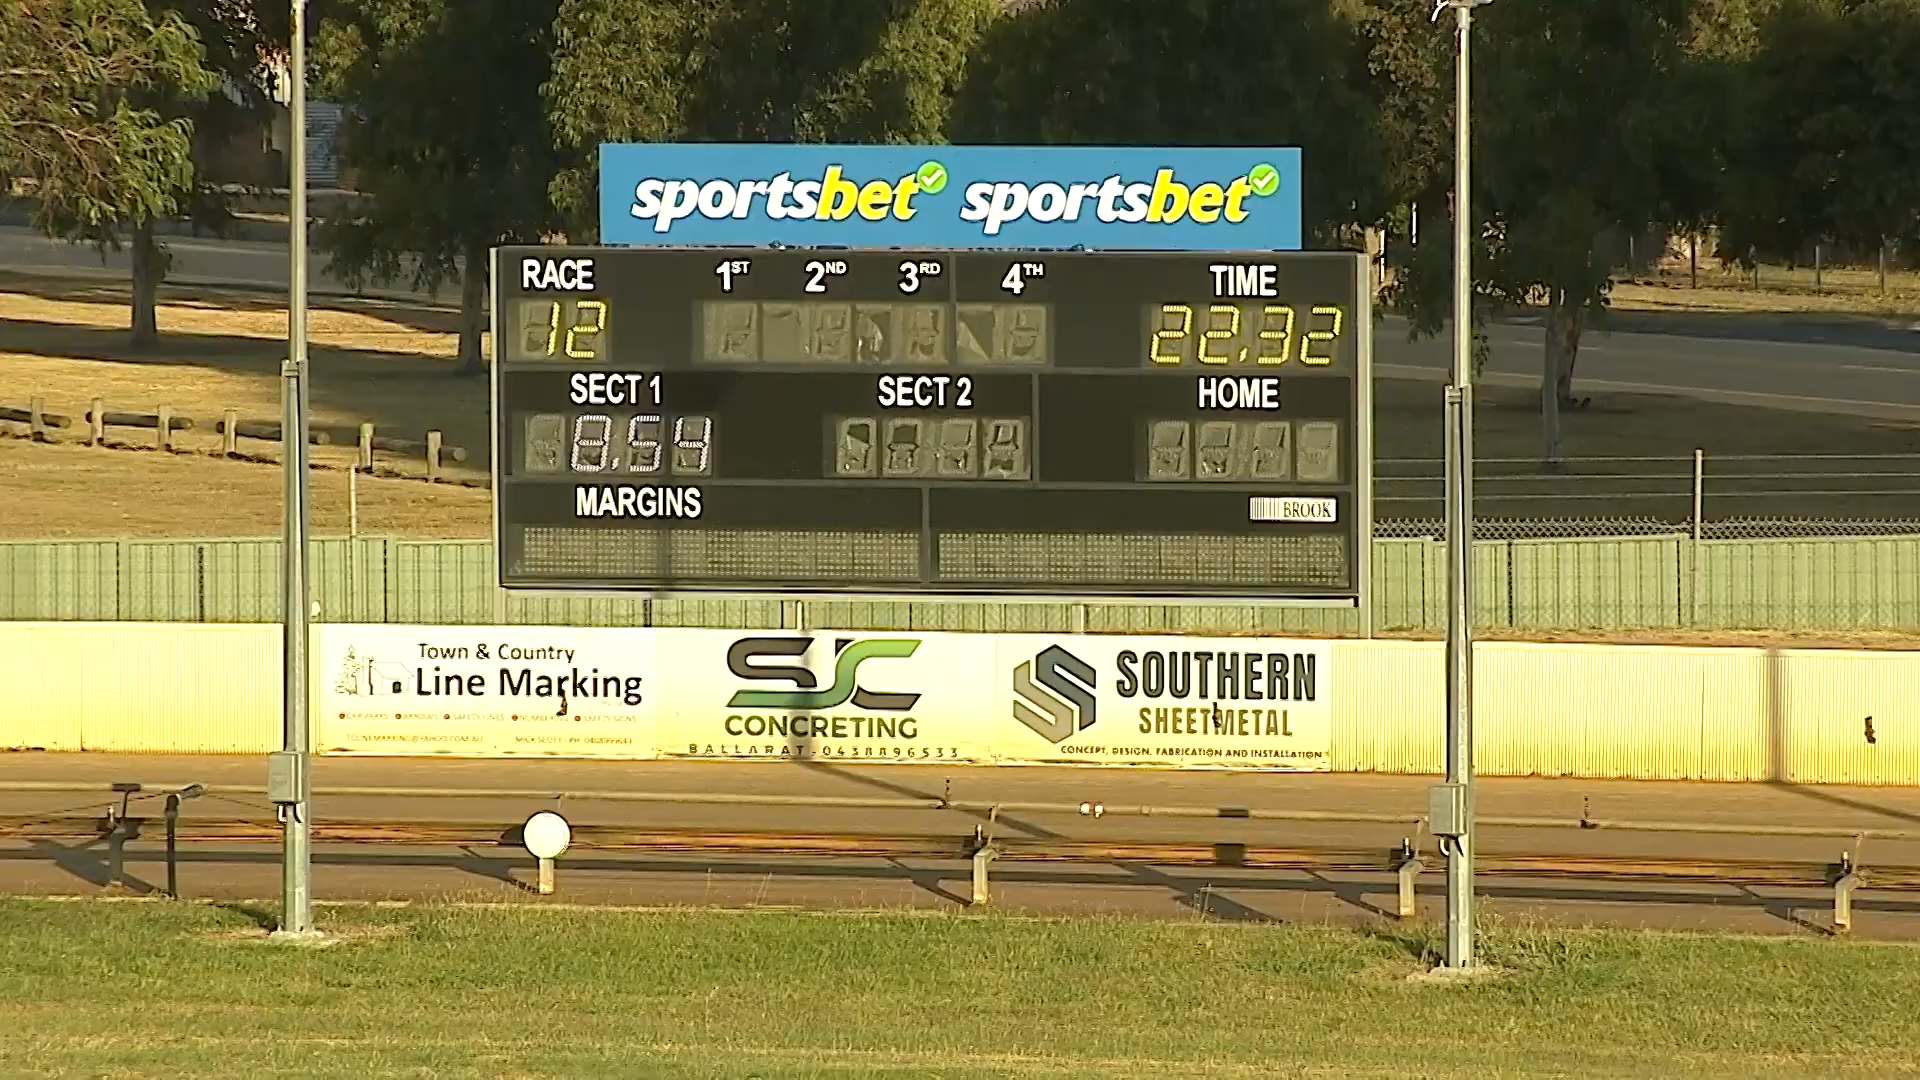 sportsbet sportsbet
RACE 1ST 2ND 3RD 4TH TIME
12 22.32
SECT 1 SECT 2 HOME
8.54
MARGINS
BROOK
Town & Country
Line Marking
SJC
CONCRETING
BALLARAT-0438896533
SOUTHERN
SHEETMETAL
CONCEPT, DESIGN, FABRICATION AND INSTALLATION